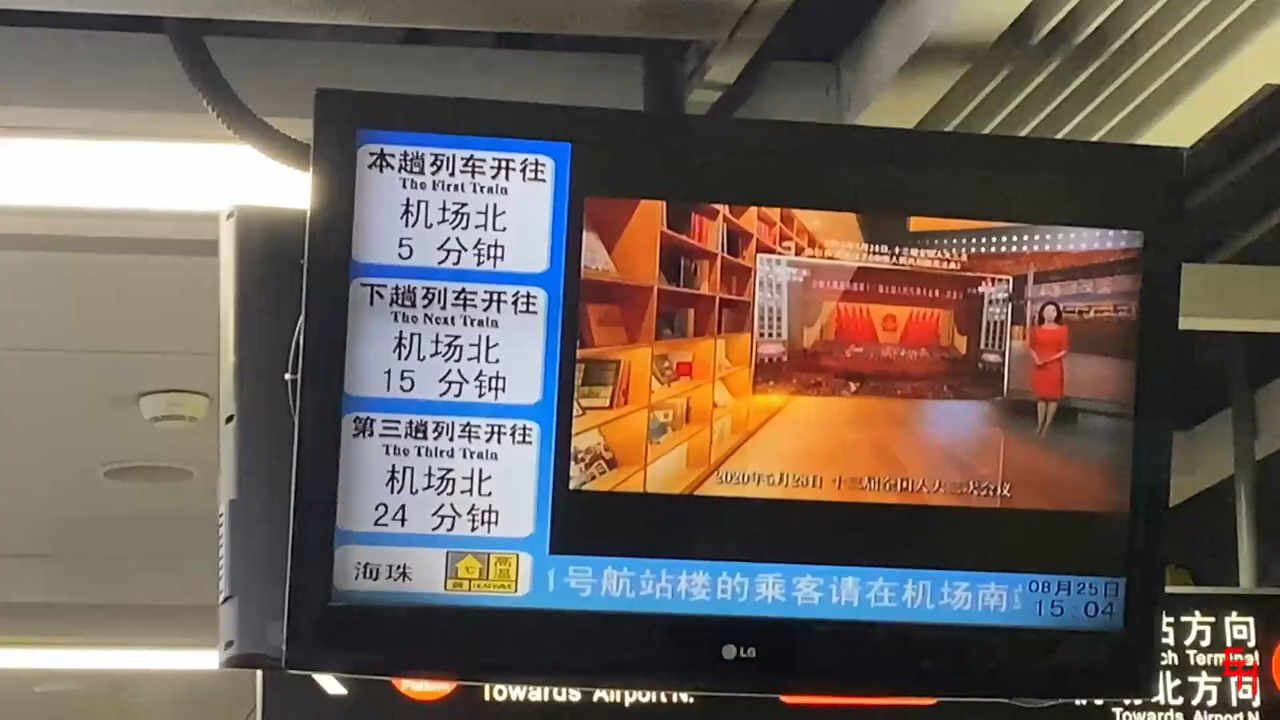 本趟列车开往
The First Train
机场北
5 分钟
下趟列车开往
The Next Train
机场北
15 分钟
第三趟列车开往
The Third Train
机场北
24 分钟
海珠
高温
黄
℃
1号航站楼的乘客请在机场南
08月25日
15:04
2020年5月28日 十三届全国人大三次会议
LG
Towards Airport N.
方向
ch Terminal
北方向
Towards Airport N